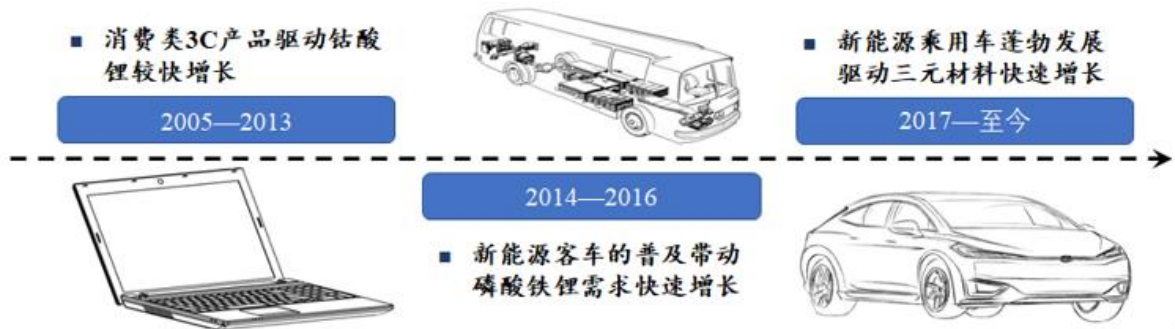 ■ 消费类3C产品驱动钴酸
锂较快增长
2005—2013
2014—2016
■ 新能源客车的普及带动
磷酸铁锂需求快速增长
■ 新能源乘用车蓬勃发展
驱动三元材料快速增长
2017—至今